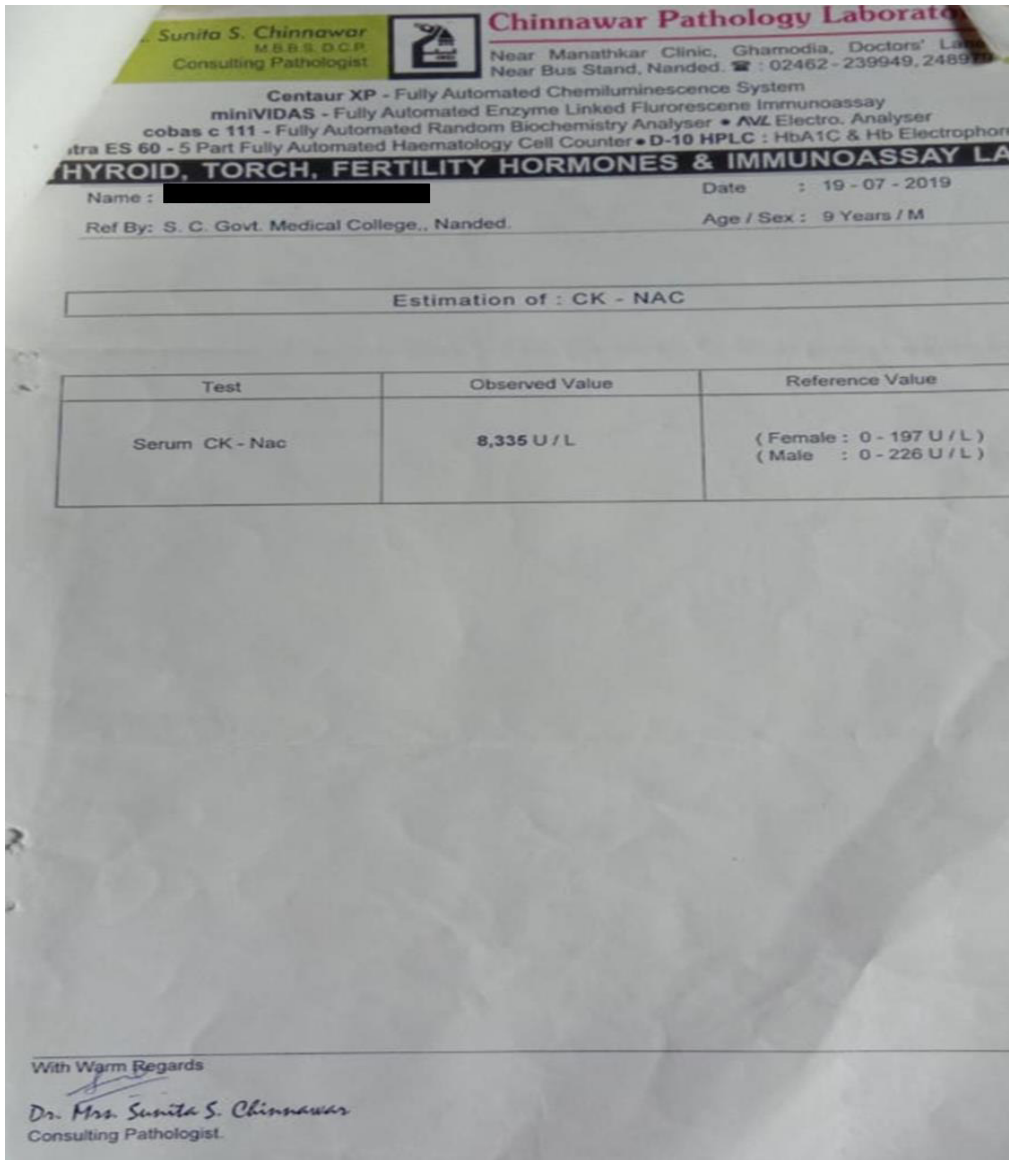 . Sunita S. Chinnawar
M.B.B.S. D.C.P.
Consulting Pathologist
Chinnawar Pathology Laborato
Near Manathkar Clinic, Ghamodia, Doctors' Lane
Near Bus Stand, Nanded. ☎ : 02462 - 239949, 248979
Centaur XP - Fully Automated Chemiluminescence System
miniVIDAS - Fully Automated Enzyme Linked Flurorescene Immunoassay
cobas c 111 - Fully Automated Random Biochemistry Analyser • AVL Electro. Analyser
tra ES 60 - 5 Part Fully Automated Haematology Cell Counter • D-10 HPLC : HbA1C & Hb Electrophor
HYROID, TORCH, FERTILITY HORMONES & IMMUNOASSAY LA
Name :
Date : 19 - 07 - 2019
Ref By: S. C. Govt. Medical College,, Nanded.
Age / Sex : 9 Years / M
Estimation of : CK - NAC
Test Observed Value Reference Value
Serum CK - Nac 8,335 U / L ( Female : 0 - 197 U / L )
( Male : 0 - 226 U / L )
With Warm Regards
Dr. Mrs. Sunita S. Chinnawar
Consulting Pathologist.